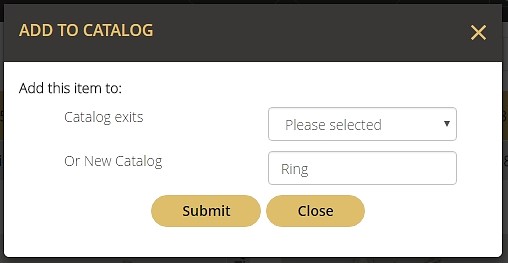 ADD TO CATALOG
Add this item to:
Catalog exits
Please selected
Or New Catalog
Ring
Submit
Close